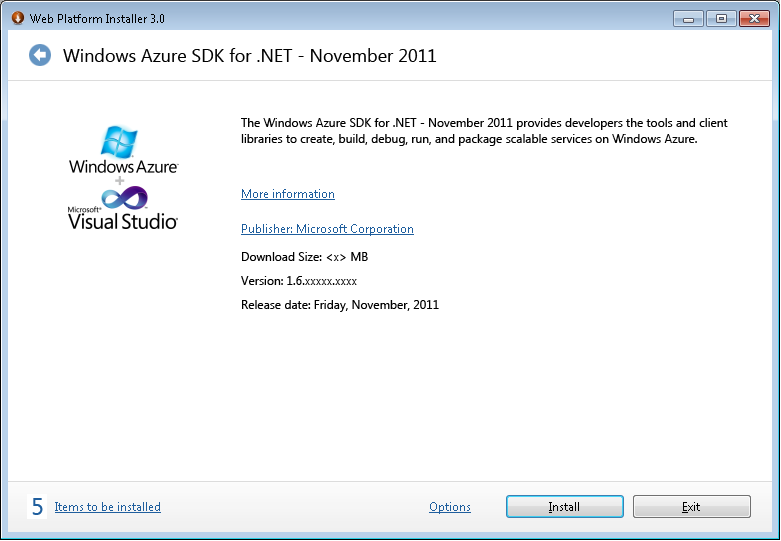 Web Platform Installer 3.0
Windows Azure SDK for .NET - November 2011
The Windows Azure SDK for .NET - November 2011 provides developers the tools and client
libraries to create, build, debug, run, and package scalable services on Windows Azure.
Windows Azure™
+
Microsoft®
Visual Studio®
More information
Publisher: Microsoft Corporation
Download Size: <x> MB
Version: 1.6.xxxxx.xxxx
Release date: Friday, November, 2011
5 Items to be installed
Options
Install
Exit